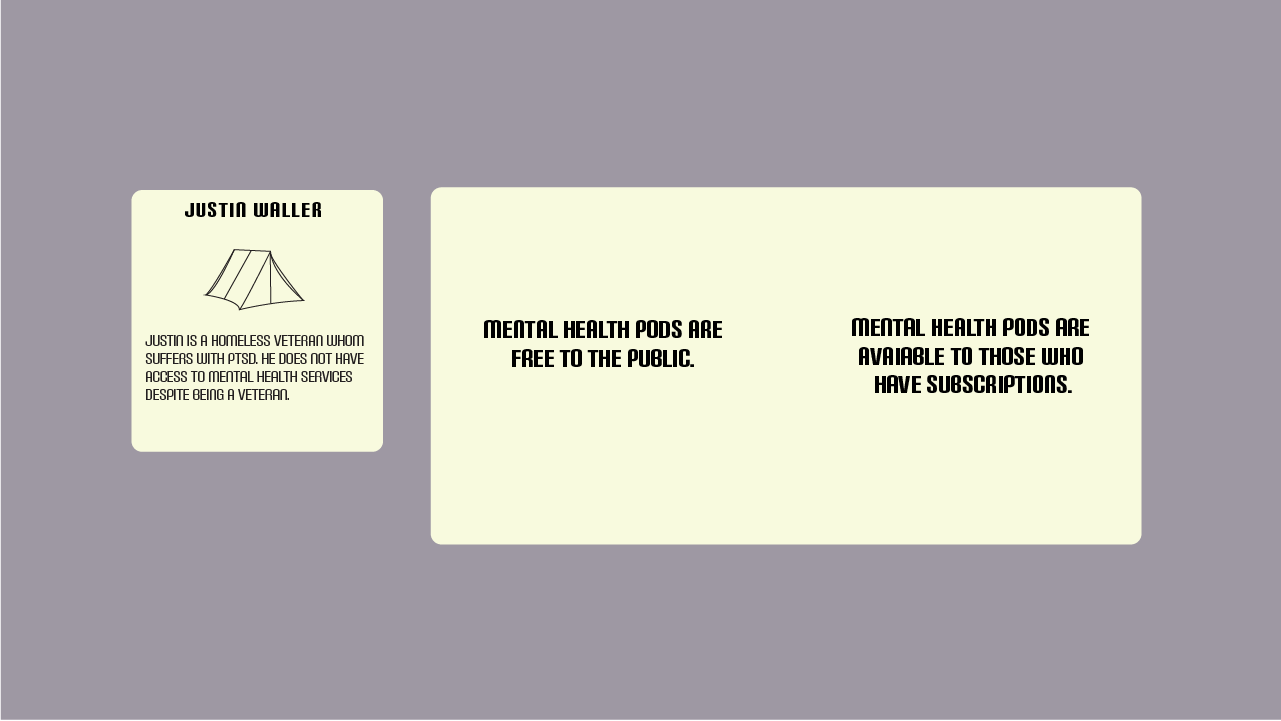 JUSTIN WALLER
JUSTIN IS A HOMELESS VETERAN WHOM
SUFFERS WITH PTSD. HE DOES NOT HAVE
ACCESS TO MENTAL HEALTH SERVICES
DESPITE BEING A VETERAN.
MENTAL HEALTH PODS ARE
FREE TO THE PUBLIC.
MENTAL HEALTH PODS ARE
AVAIABLE TO THOSE WHO
HAVE SUBSCRIPTIONS.